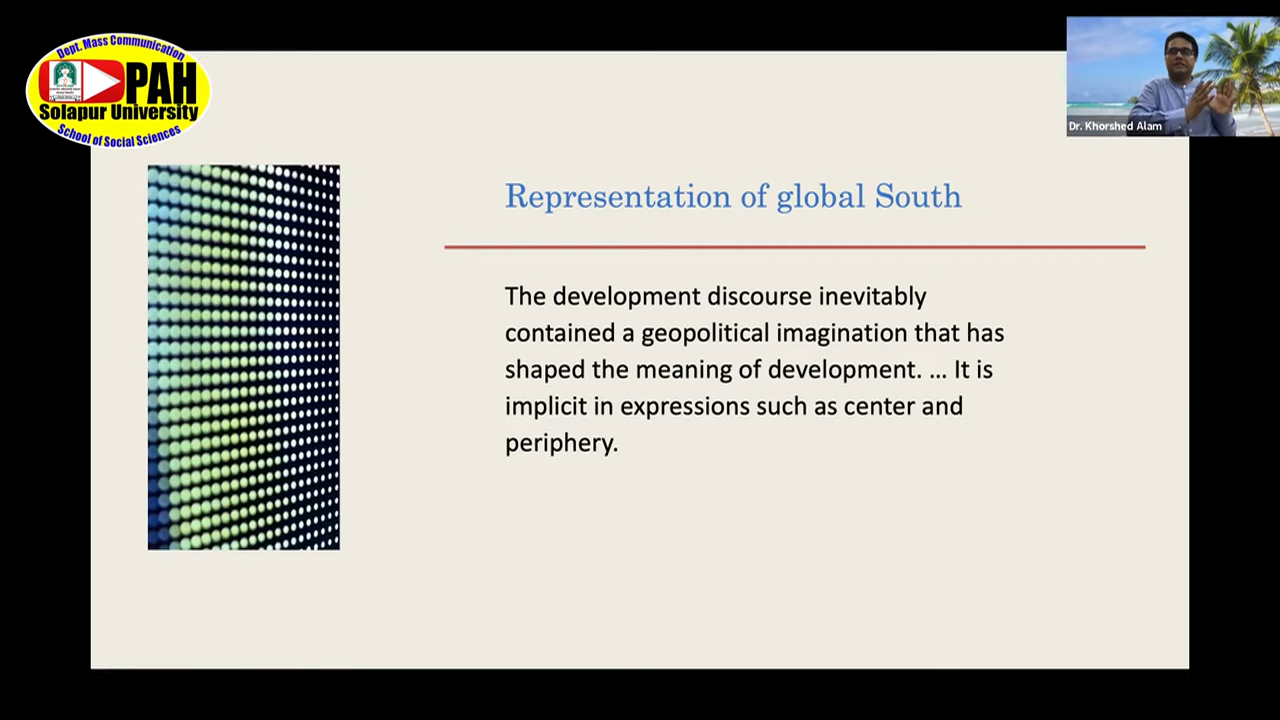 Dept. Mass Communication
PAH
Solapur University
School of Social Sciences
Dr. Khorshed Alam
Representation of global South
The development discourse inevitably
contained a geopolitical imagination that has
shaped the meaning of development. ... It is
implicit in expressions such as center and
periphery.